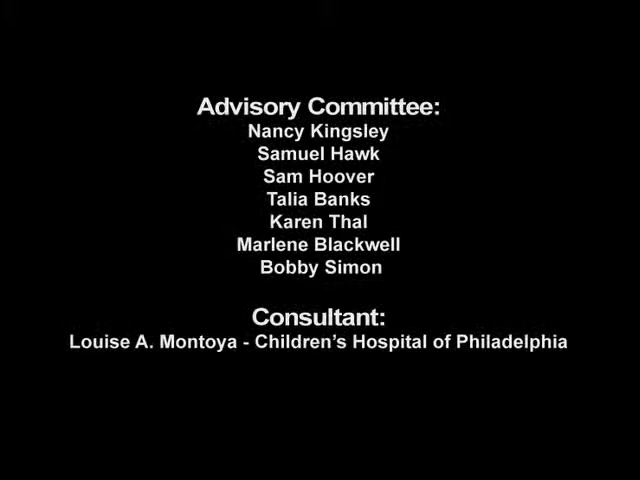 Advisory Committee:
Nancy Kingsley
Samuel Hawk
Sam Hoover
Talia Banks
Karen Thal
Marlene Blackwell
Bobby Simon
Consultant:
Louise A. Montoya - Children’s Hospital of Philadelphia